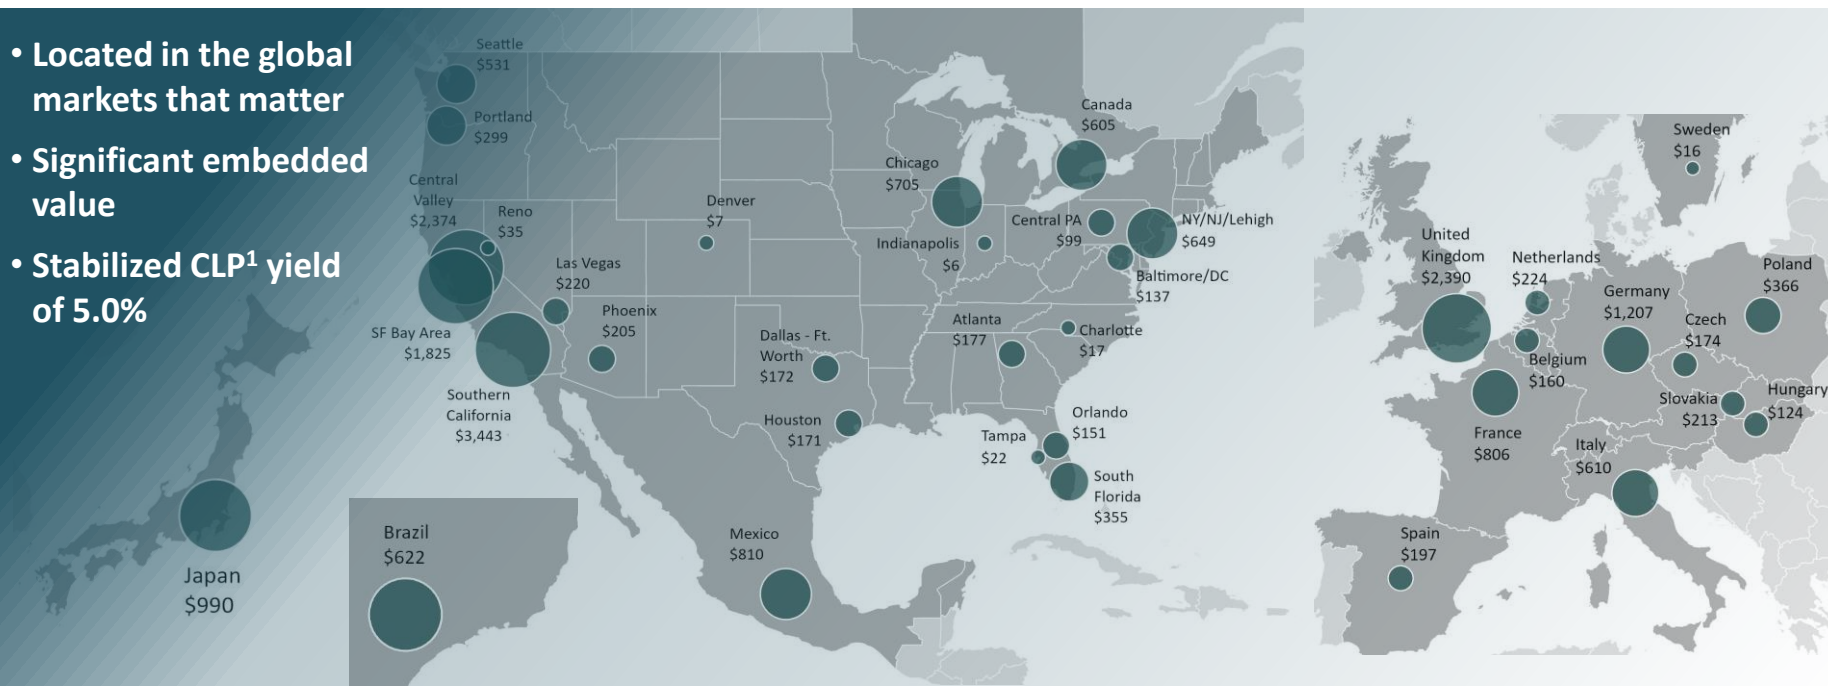 • Located in the global
markets that matter
• Significant embedded
value
• Stabilized CLP¹ yield
of 5.0%
Seattle
$531
Portland
$299
Central
Valley
$2,374
Reno
$35
SF Bay Area
$1,825
Las Vegas
$220
Phoenix
$205
Southern
California
$3,443
Denver
$7
Dallas - Ft.
Worth
$172
Houston
$171
Chicago
$705
Indianapolis
$6
Canada
$605
Central PA
$99
NY/NJ/Lehigh
$649
Baltimore/DC
$137
Atlanta
$177
Charlotte
$17
Orlando
$151
Tampa
$22
South
Florida
$355
Mexico
$810
Brazil
$622
Japan
$990
Sweden
$16
United
Kingdom
$2,390
Netherlands
$224
Germany
$1,207
Poland
$366
Czech
$174
Belgium
$160
Slovakia
$213
Hungary
$124
France
$806
Italy
$610
Spain
$197